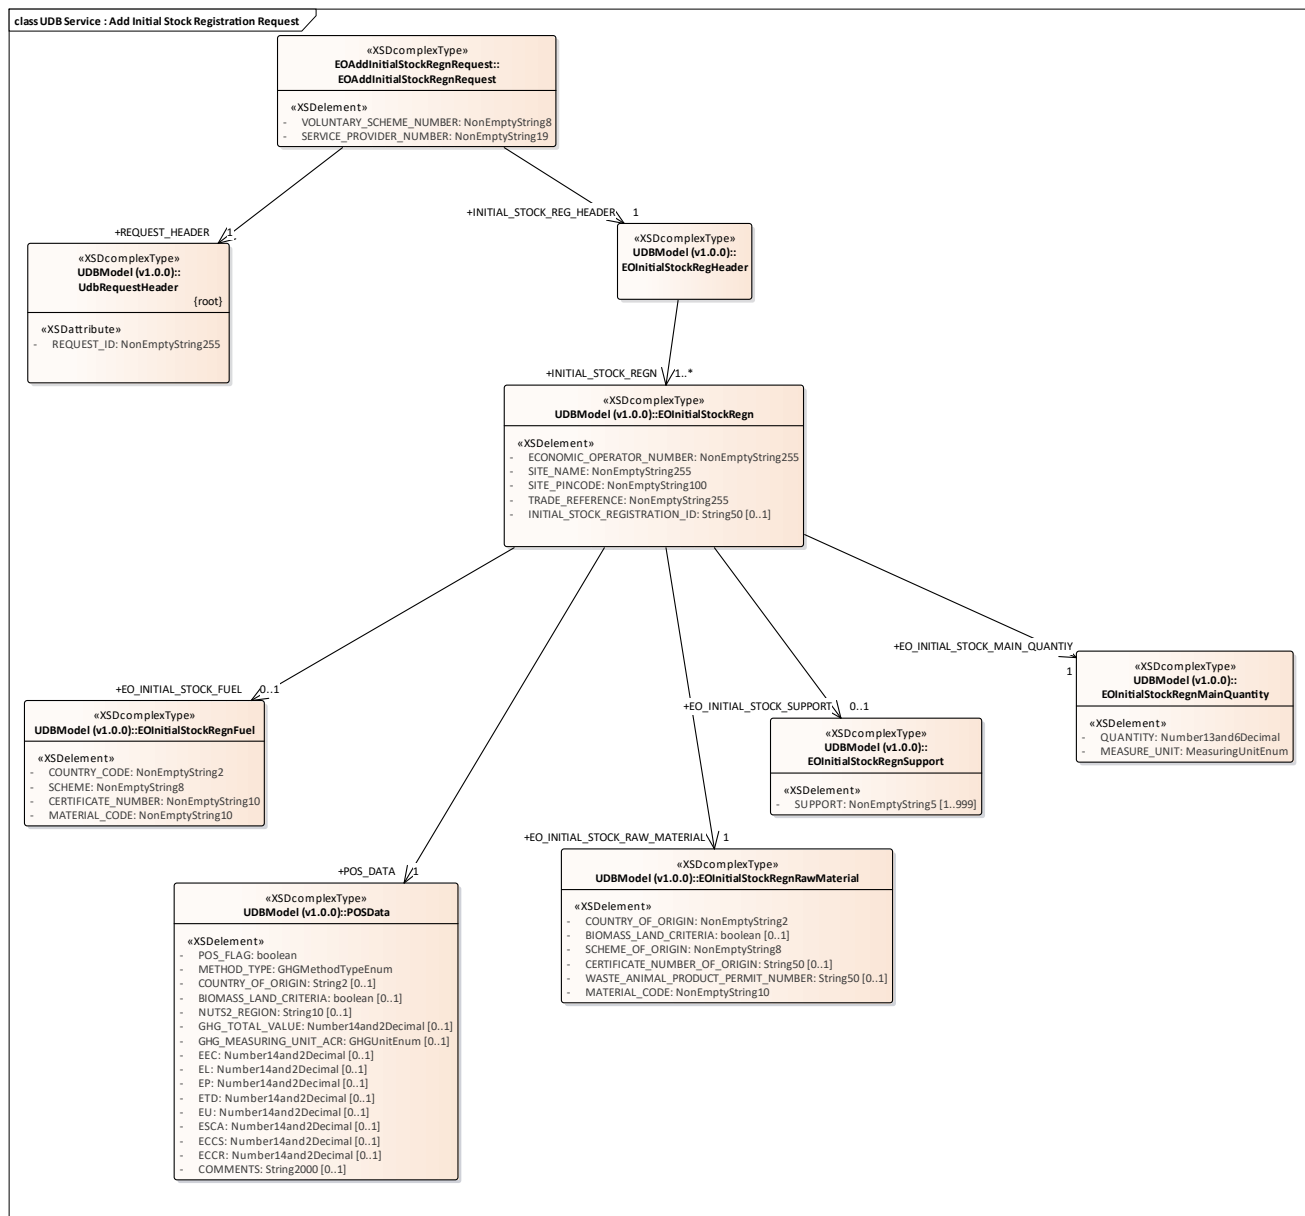 class UDB Service : Add Initial Stock Registration Request
«XSDcomplexType»
EOAddInitialStockRegnRequest::
EOAddInitialStockRegnRequest
«XSDelement»
- VOLUNTARY_SCHEME_NUMBER: NonEmptyString8
- SERVICE_PROVIDER_NUMBER: NonEmptyString19
+INITIAL_STOCK_REG_HEADER 1
+REQUEST_HEADER 1
«XSDcomplexType»
UDBModel (v1.0.0)::
EOInitialStockRegHeader
«XSDcomplexType»
UDBModel (v1.0.0)::
UdbRequestHeader
{root}
«XSDattribute»
- REQUEST_ID: NonEmptyString255
+INITIAL_STOCK_REGN 1..*
«XSDcomplexType»
UDBModel (v1.0.0)::EOInitialStockRegn
«XSDelement»
- ECONOMIC_OPERATOR_NUMBER: NonEmptyString255
- SITE_NAME: NonEmptyString255
- SITE_PINCODE: NonEmptyString100
- TRADE_REFERENCE: NonEmptyString255
- INITIAL_STOCK_REGISTRATION_ID: String50 [0..1]
+EO_INITIAL_STOCK_MAIN_QUANTIY
1
«XSDcomplexType»
UDBModel (v1.0.0)::
EOInitialStockRegnMainQuantity
«XSDelement»
- QUANTITY: Number13and6Decimal
- MEASURE_UNIT: MeasuringUnitEnum
+EO_INITIAL_STOCK_FUEL 0..1
«XSDcomplexType»
UDBModel (v1.0.0)::EOInitialStockRegnFuel
«XSDelement»
- COUNTRY_CODE: NonEmptyString2
- SCHEME: NonEmptyString8
- CERTIFICATE_NUMBER: NonEmptyString10
- MATERIAL_CODE: NonEmptyString10
+EO_INITIAL_STOCK_SUPPORT 0..1
«XSDcomplexType»
UDBModel (v1.0.0)::
EOInitialStockRegnSupport
«XSDelement»
- SUPPORT: NonEmptyString5 [1..999]
+EO_INITIAL_STOCK_RAW_MATERIAL 1
«XSDcomplexType»
UDBModel (v1.0.0)::EOInitialStockRegnRawMaterial
«XSDelement»
- COUNTRY_OF_ORIGIN: NonEmptyString2
- BIOMASS_LAND_CRITERIA: boolean [0..1]
- SCHEME_OF_ORIGIN: NonEmptyString8
- CERTIFICATE_NUMBER_OF_ORIGIN: String50 [0..1]
- WASTE_ANIMAL_PRODUCT_PERMIT_NUMBER: String50 [0..1]
- MATERIAL_CODE: NonEmptyString10
+POS_DATA 1
«XSDcomplexType»
UDBModel (v1.0.0)::POSData
«XSDelement»
- POS_FLAG: boolean
- METHOD_TYPE: GHGMethodTypeEnum
- COUNTRY_OF_ORIGIN: String2 [0..1]
- BIOMASS_LAND_CRITERIA: boolean [0..1]
- NUTS2_REGION: String10 [0..1]
- GHG_TOTAL_VALUE: Number14and2Decimal [0..1]
- GHG_MEASURING_UNIT_ACR: GHGUnitEnum [0..1]
- EEC: Number14and2Decimal [0..1]
- EL: Number14and2Decimal [0..1]
- EP: Number14and2Decimal [0..1]
- ETD: Number14and2Decimal [0..1]
- EU: Number14and2Decimal [0..1]
- ESCA: Number14and2Decimal [0..1]
- ECCS: Number14and2Decimal [0..1]
- ECCR: Number14and2Decimal [0..1]
- COMMENTS: String2000 [0..1]